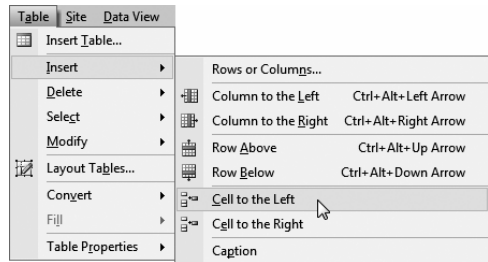 Table Site Data View
Insert Table...
Insert
Delete
Select
Modify
Layout Tables...
Convert
Fill
Table Properties
Rows or Columns...
Column to the Left Ctrl+Alt+Left Arrow
Column to the Right Ctrl+Alt+Right Arrow
Row Above Ctrl+Alt+Up Arrow
Row Below Ctrl+Alt+Down Arrow
Cell to the Left
Cell to the Right
Caption